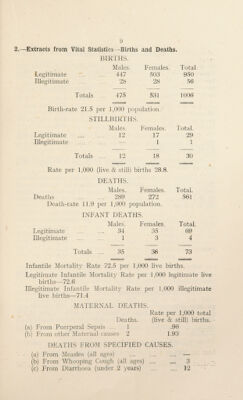 9
2.—Extracts from Vital Statistics—Births and Deaths.
BIRTHS.
Males. Females. Total
Legitimate ... 447 503 950
Illegitimate 28 28 56
Totals ... 475 531 1006
Birth-rate 21.5 per 1,000 population.
STILLBIRTHS.
Males. Females. Total.
Legitimate ... 12 17 29
Illegitimate ... 1 1
Totals ... 12 18 30
Rate per 1,000 (live & still) births 28.8.
DEATHS.
Males. Females. Total.
Deaths ... 289 272 561
Death-rate 11.9 per 1,000 population.
INFANT DEATHS.
Males. Females. Total.
Legitimate ... 34 35 69
Illegitimate ... 1 3 4
Totals ... 35 38 73
Infantile Mortality Rate 72.5 per 1,000 live births.
Legitimate Infantile Mortality Rate per 1,000 legitimate live
births—72.6
Illegitimate Infantile Mortality Rate per 1,000 illegitimate
live births—71.4
MATERNAL DEATHS.
Rate per 1,000 total
Deaths. (live & still) births.
(a) From Puerperal Sepsis ... 1 .96
(b) From other Maternal causes 2 1.93
DEATHS FROM SPECIFIED CAUSES.
(a) From Measles (all ages) ... —
(b) From Whooping Cough (all ages) ... 3
(c) From Diarrhoea (under 2 years) ... 12